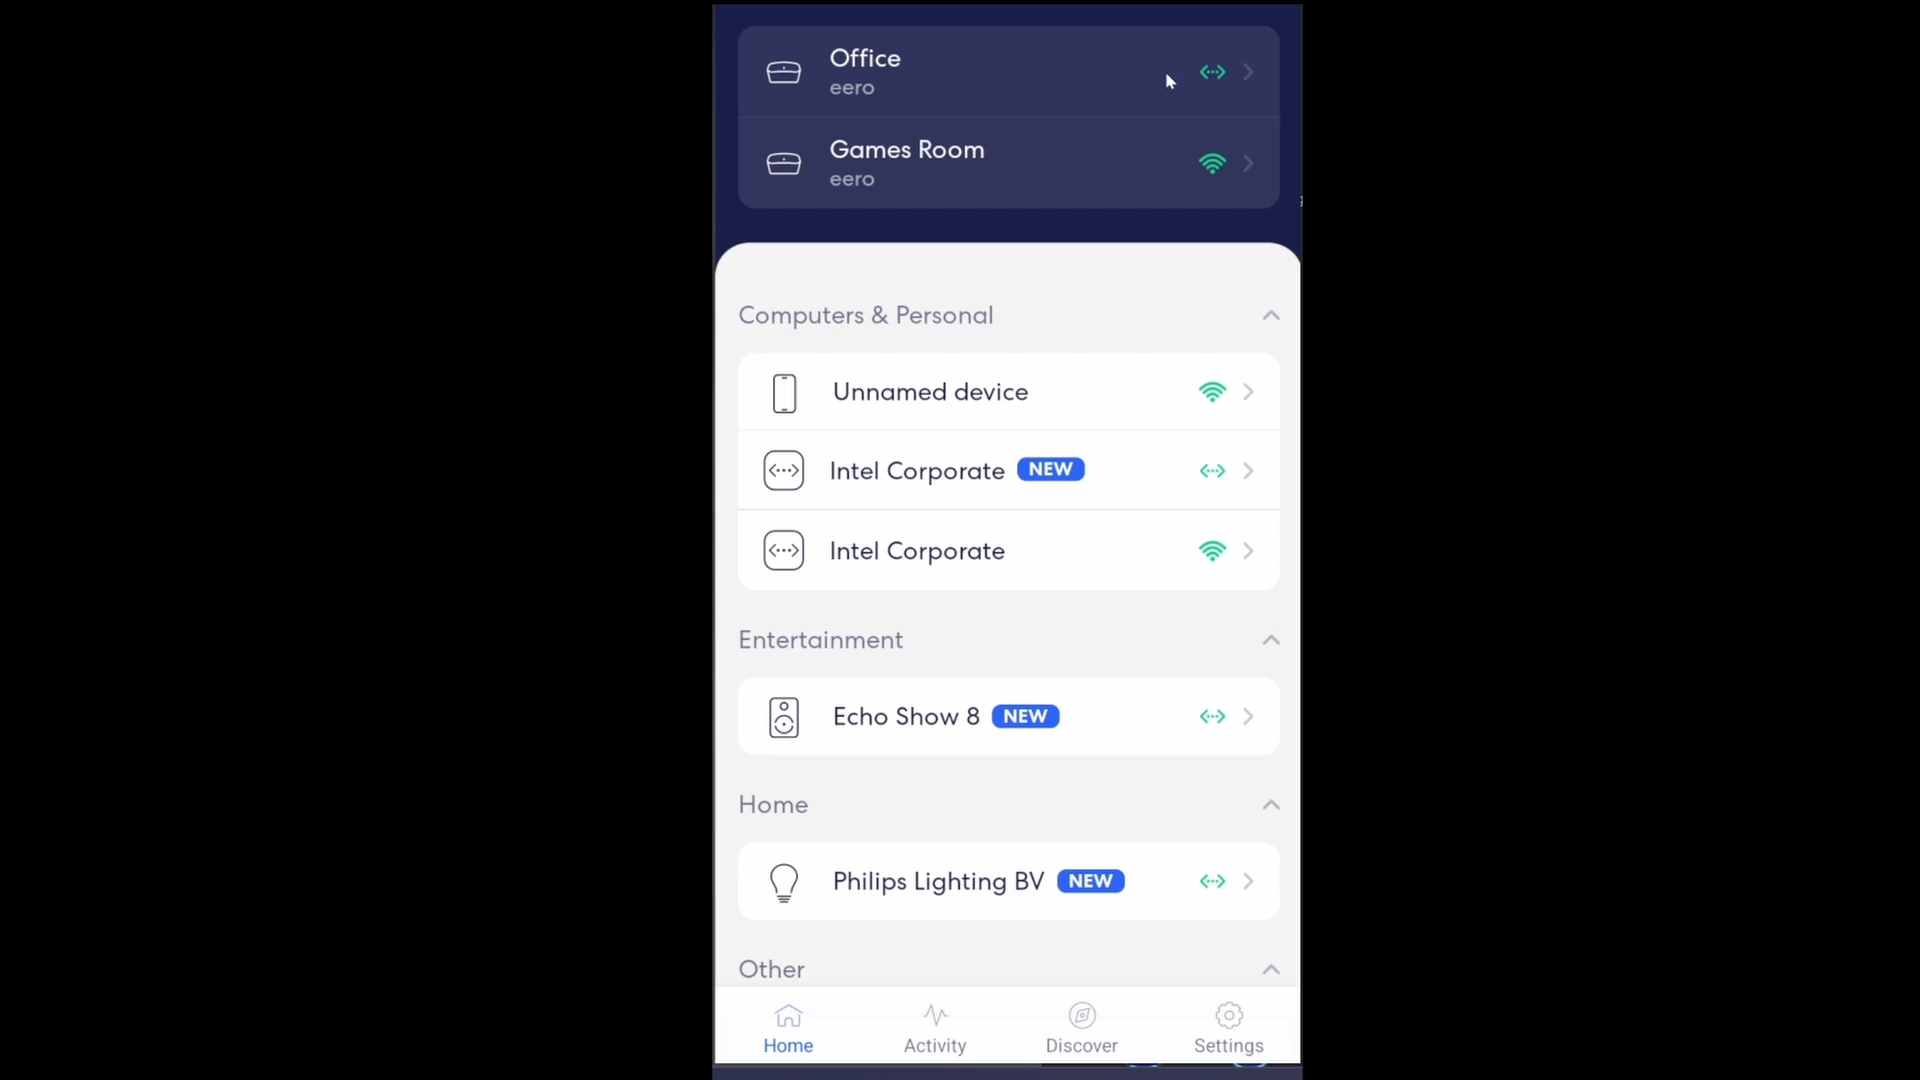 Office
eero
Games Room
eero
Computers & Personal
Unnamed device
Intel Corporate NEW
Intel Corporate
Entertainment
Echo Show 8 NEW
Home
Philips Lighting BV NEW
Other
Home Activity Discover Settings